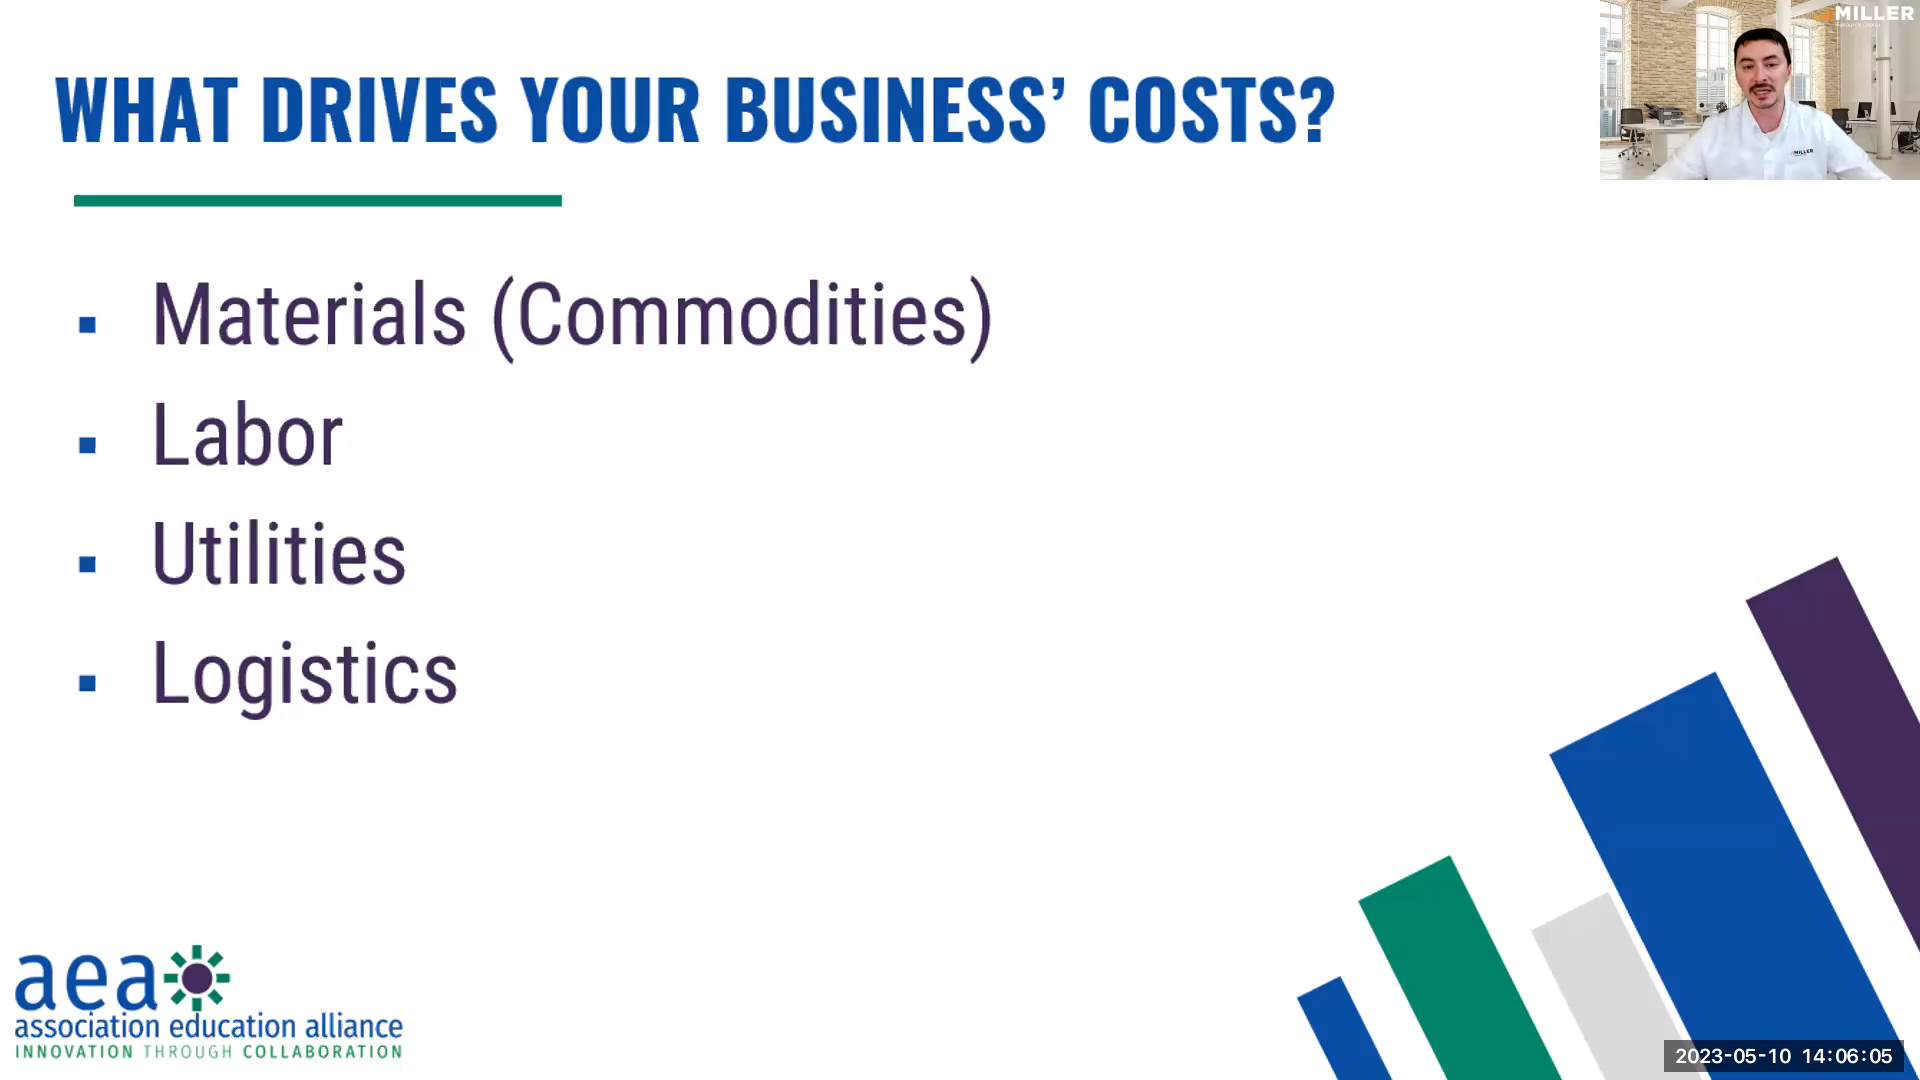 MILLER
WHAT DRIVES YOUR BUSINESS’ COSTS?
MILLER
Materials (Commodities)
Labor
Utilities
Logistics
aea
association education alliance
INNOVATION THROUGH COLLABORATION
2023-05-10 14:06:05